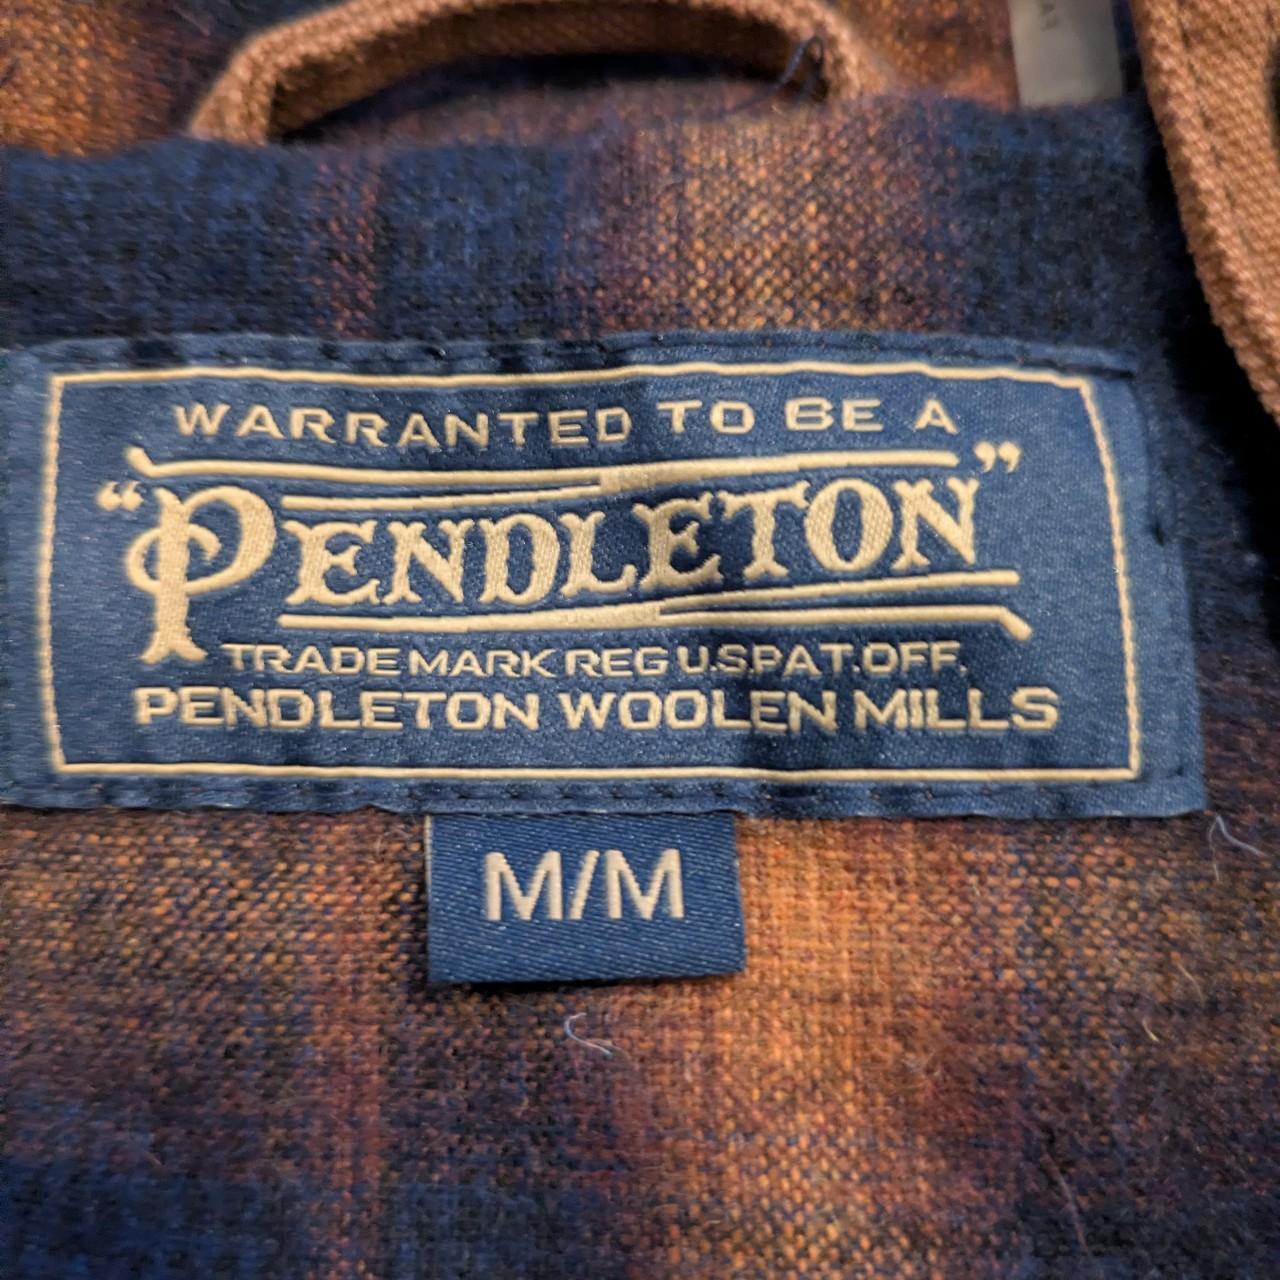 WARRANTED TO BE A
"PENDLETON"
TRADE MARK REG U.S.PAT.OFF.
PENDLETON WOOLEN MILLS
M/M